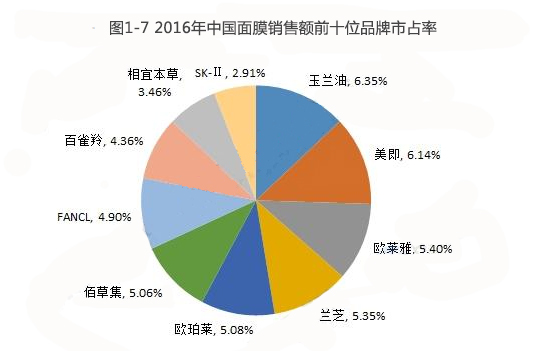 图1-7 2016年中国面膜销售额前十位品牌市占率
玉兰油, 6.35%
美即, 6.14%
欧莱雅, 5.40%
兰芝, 5.35%
欧珀莱, 5.08%
佰草集, 5.06%
FANCL, 4.90%
百雀羚, 4.36%
相宜本草,
3.46%
SK-II, 2.91%